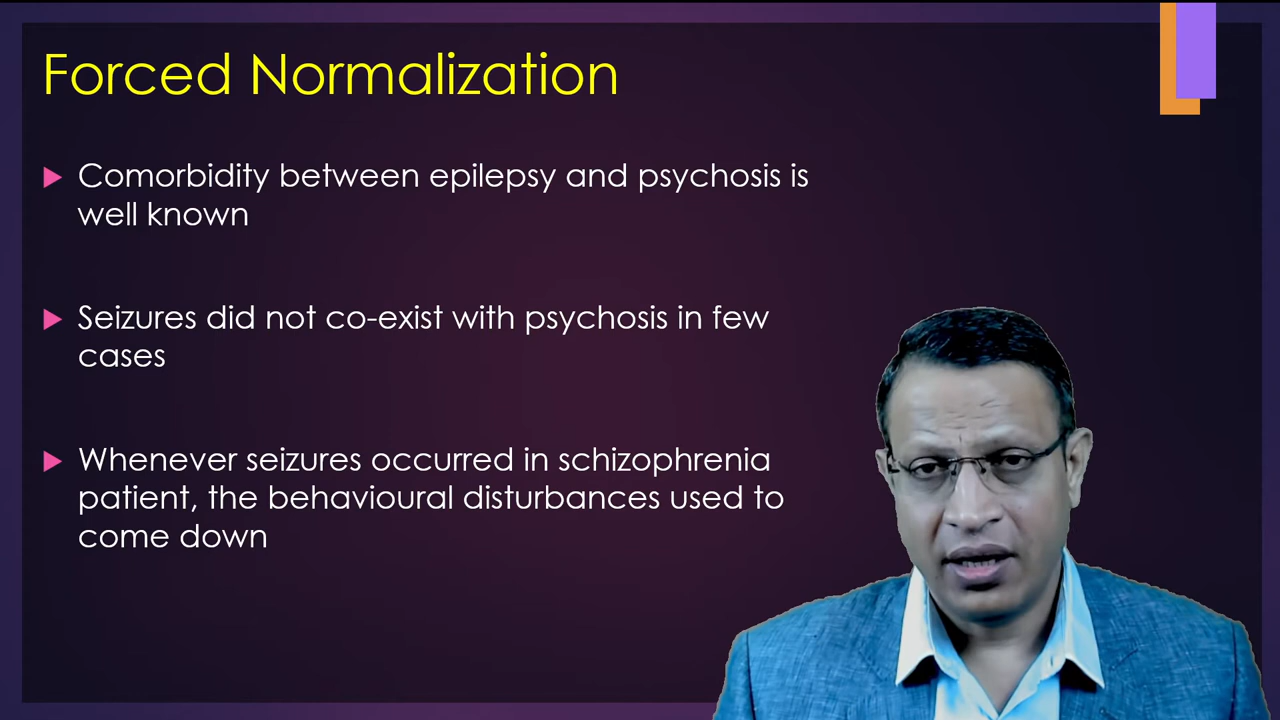 Forced Normalization
Comorbidity between epilepsy and psychosis is
well known
Seizures did not co-exist with psychosis in few
cases
Whenever seizures occurred in schizophrenia
patient, the behavioural disturbances used to
come down